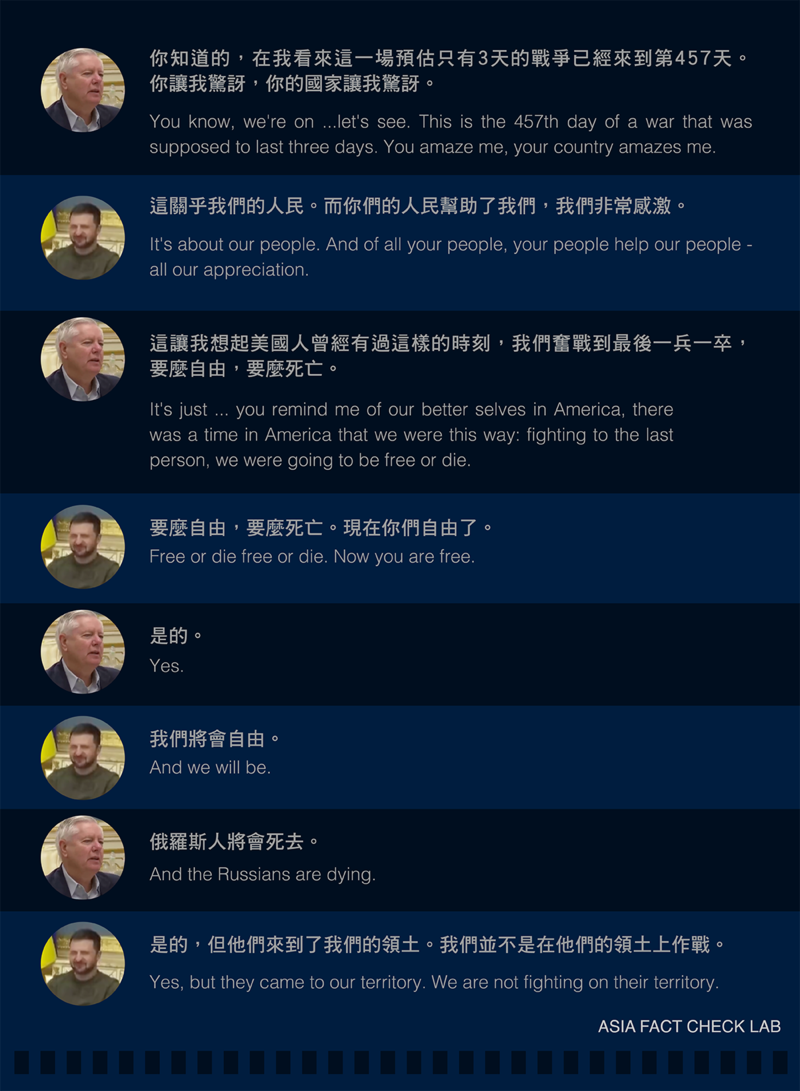 你知道的，在我看來這一場預估只有3天的戰爭已經來到第457天。
你讓我驚訝，你的國家讓我驚訝。
You know, we're on ...let's see. This is the 457th day of a war that was
supposed to last three days. You amaze me, your country amazes me.
這關乎我們的人民。而你們的人民幫助了我們，我們非常感激。
It's about our people. And of all your people, your people help our people -
all our appreciation.
這讓我想起美國人曾經有過這樣的時刻，我們奮戰到最後一兵一卒，
要麼自由，要麼死亡。
It's just ... you remind me of our better selves in America, there
was a time in America that we were this way: fighting to the last
person, we were going to be free or die.
要麼自由，要麼死亡。現在你們自由了。
Free or die free or die. Now you are free.
是的。
Yes.
我們將會自由。
And we will be.
俄羅斯人將會死去。
And the Russians are dying.
是的，但他們來到了我們的領土。我們並不是在他們的領土上作戰。
Yes, but they came to our territory. We are not fighting on their territory.
ASIA FACT CHECK LAB